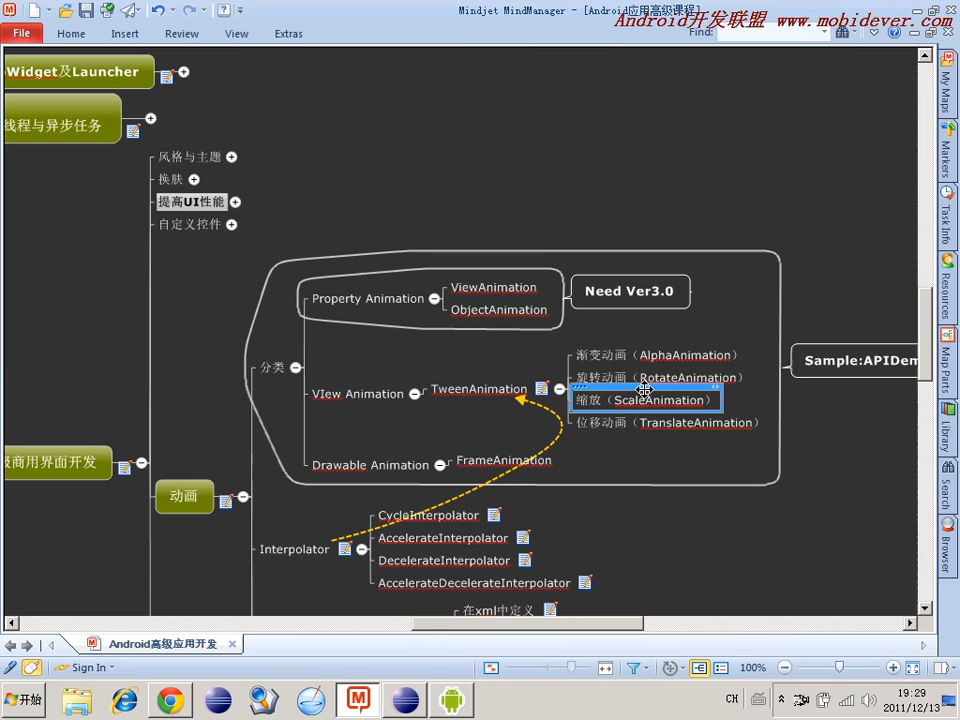 Mindjet MindManager - [Android应用高级课程]
Android开发联盟 www.mobidever.com
File
Home
Insert
Review
View
Extras
Find:
Widget及Launcher
线程与异步任务
风格与主题
换肤
提高UI性能
自定义控件
Property Animation
ViewAnimation
ObjectAnimation
Need Ver3.0
分类
VIew Animation
TweenAnimation
渐变动画（AlphaAnimation）
旋转动画（RotateAnimation）
缩放（ScaleAnimation）
位移动画（TranslateAnimation）
Sample:APIDem
Drawable Animation
FrameAnimation
级商用界面开发
动画
Interpolator
CycleInterpolator
AccelerateInterpolator
DecelerateInterpolator
AccelerateDecelerateInterpolator
在xml中定义
My Maps
Markers
Task Info
Resources
Map Parts
Library
Search
Browser
Android高级应用开发
Sign In
100%
开始
CH
19:29
2011/12/13